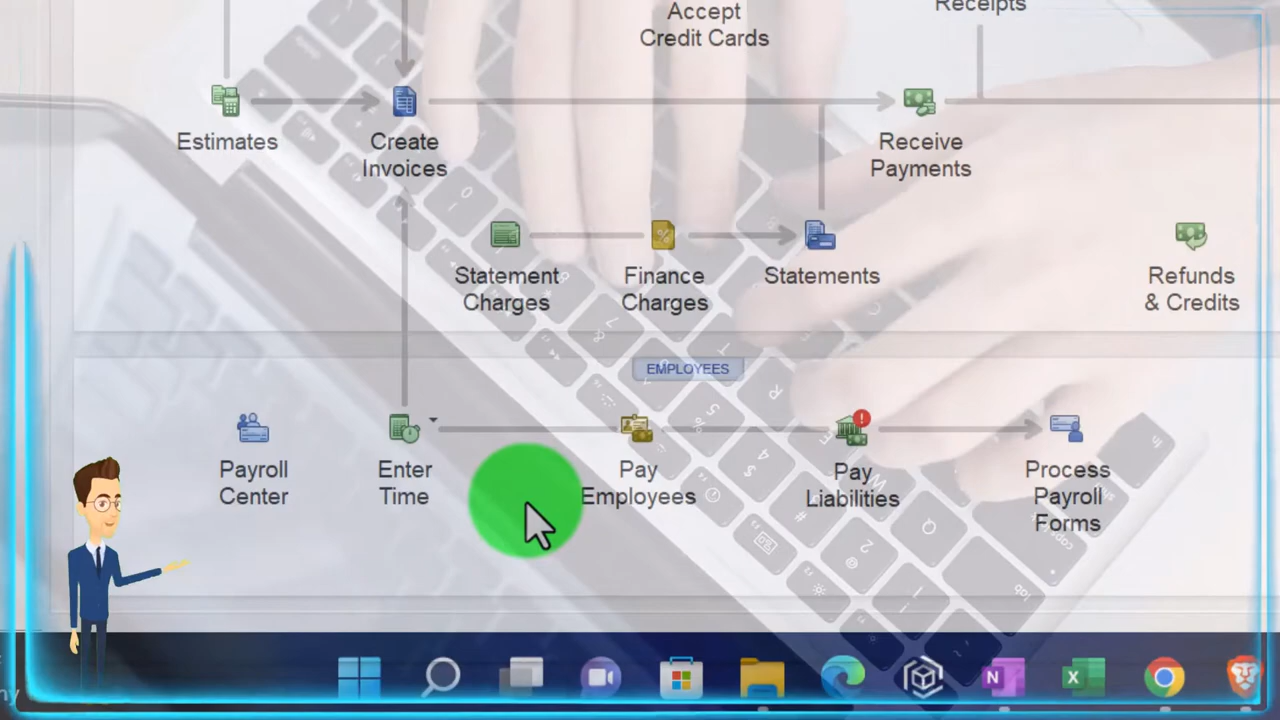 Accept
Credit Cards
Receipts
Estimates
Create
Invoices
Receive
Payments
Statement
Charges
Finance
Charges
Statements
Refunds
& Credits
EMPLOYEES
Payroll
Center
Enter
Time
Pay
Employees
Pay
Liabilities
Process
Payroll
Forms